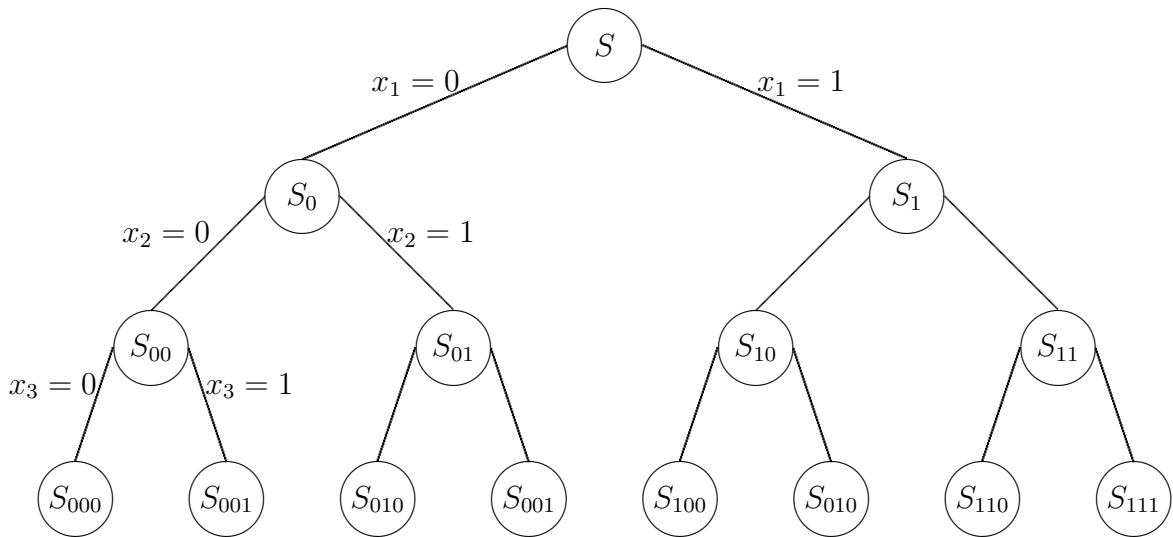 S
x₁ = 0 x₁ = 1
S₀ S₁
x₂ = 0 x₂ = 1
S₀₀ S₀₁ S₁₀ S₁₁
x₃ = 0 x₃ = 1
S₀₀₀ S₀₀₁ S₀₁₀ S₀₀₁ S₁₀₀ S₀₁₀ S₁₁₀ S₁₁₁